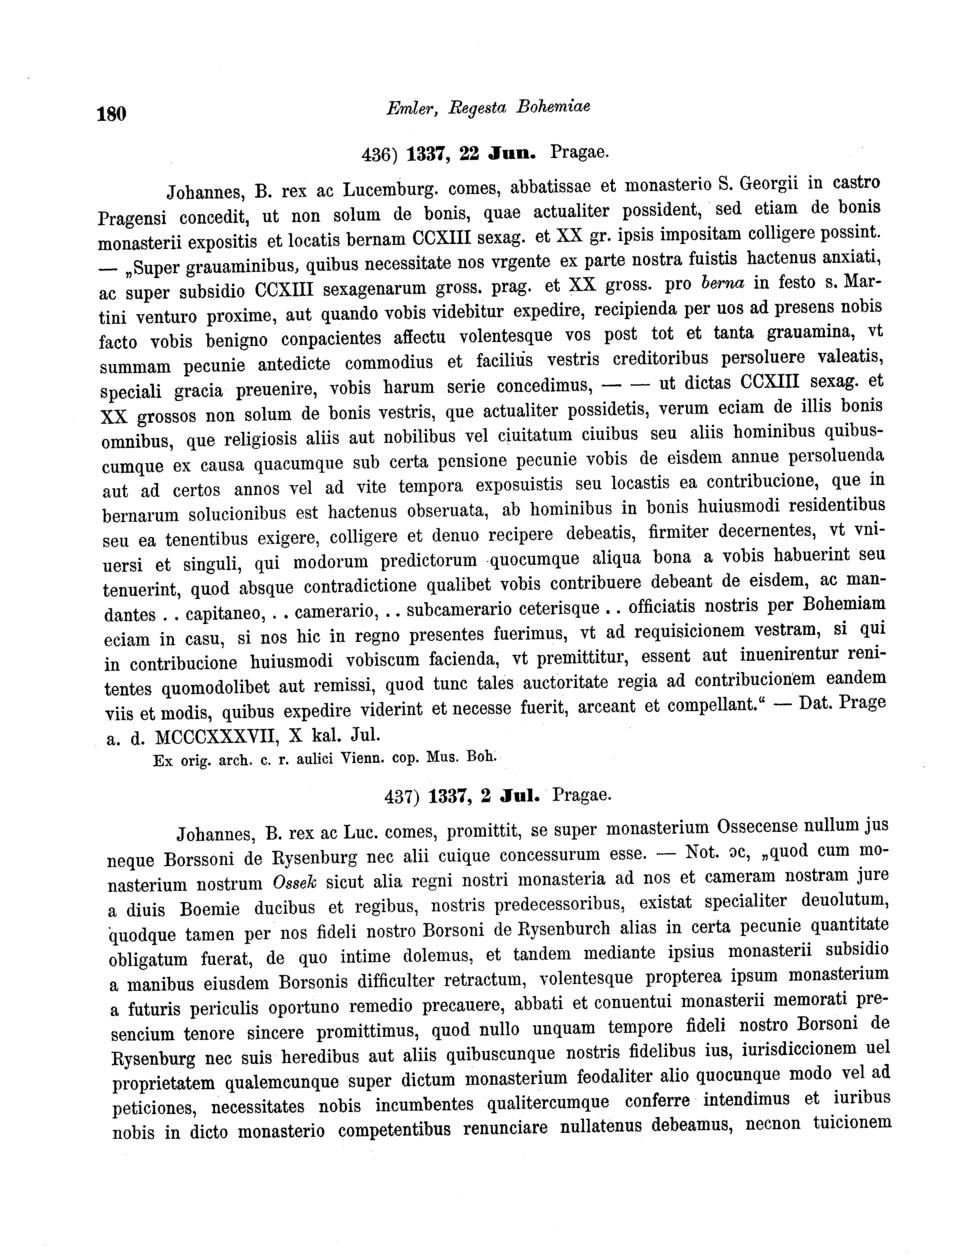 180
Emler, Regesta Bohemiae
436) 1337, 22 Jun. Pragae.
Johannes, B. rex ac Lucemburg. comes, abbatissae et monasterio S. Georgii in castro
Pragensi concedit, ut non solum de bonis, quae actualiter possident, sed etiam de bonis
monasterii expositis et locatis bernam CCXIII sexag. et XX gr. ipsis impositam colligere possint.
— „Super grauaminibus, quibus necessitate nos vrgente ex parte nostra fuistis hactenus anxiati,
ac super subsidio CCXIII sexagenarum gross. prag. et XX gross. pro berna in festo s. Mar-
tini venturo proxime, aut quando vobis videbitur expedire, recipienda per uos ad presens nobis
facto vobis benigno conpacientes affectu volentesque vos post tot et tanta grauamina, vt
summam pecunie antedicte commodius et facilius vestris creditoribus persoluere valeatis,
speciali gracia preuenire, vobis harum serie concedimus, — — ut dictas CCXIII sexag. et
XX grossos non solum de bonis vestris, que actualiter possidetis, verum eciam de illis bonis
omnibus, que religiosis aliis aut nobilibus vel ciuitatum ciuibus seu aliis hominibus quibus-
cumque ex causa quacumque sub certa pensione pecunie vobis de eisdem annue persoluenda
aut ad certos annos vel ad vite tempora exposuistis seu locastis ea contribucione, que in
bernarum solucionibus est hactenus obseruata, ab hominibus in bonis huiusmodi residentibus
seu ea tenentibus exigere, colligere et denuo recipere debeatis, firmiter decernentes, vt vni-
uersi et singuli, qui modorum predictorum quocumque aliqua bona a vobis habuerint seu
tenuerint, quod absque contradictione qualibet vobis contribuere debeant de eisdem, ac man-
dantes . . capitaneo, . . camerario, . . subcamerario ceterisque . . officiatis nostris per Bohemiam
eciam in casu, si nos hic in regno presentes fuerimus, vt ad requisicionem vestram, si qui
in contribucione huiusmodi vobiscum facienda, vt premittitur, essent aut inuenirentur reni-
tentes quomodolibet aut remissi, quod tunc tales auctoritate regia ad contribucionem eandem
viis et modis, quibus expedire viderint et necesse fuerit, arceant et compellant.“ — Dat. Prage
a. d. MCCCXXXVII, X kal. Jul.
Ex orig. arch. c. r. aulici Vienn. cop. Mus. Boh.
437) 1337, 2 Jul. Pragae.
Johannes, B. rex ac Luc. comes, promittit, se super monasterium Ossecense nullum jus
neque Borssoni de Rysenburg nec alii cuique concessurum esse. — Not. ɔc, „quod cum mo-
nasterium nostrum Ossek sicut alia regni nostri monasteria ad nos et cameram nostram jure
a diuis Boemie ducibus et regibus, nostris predecessoribus, existat specialiter deuolutum,
quodque tamen per nos fideli nostro Borsoni de Rysenburch alias in certa pecunie quantitate
obligatum fuerat, de quo intime dolemus, et tandem mediante ipsius monasterii subsidio
a manibus eiusdem Borsonis difficulter retractum, volentesque propterea ipsum monasterium
a futuris periculis oportuno remedio precauere, abbati et conuentui monasterii memorati pre-
sencium tenore sincere promittimus, quod nullo unquam tempore fideli nostro Borsoni de
Rysenburg nec suis heredibus aut aliis quibuscunque nostris fidelibus ius, iurisdiccionem uel
proprietatem qualemcunque super dictum monasterium feodaliter alio quocunque modo vel ad
peticiones, necessitates nobis incumbentes qualitercumque conferre intendimus et iuribus
nobis in dicto monasterio competentibus renunciare nullatenus debeamus, necnon tuicionem